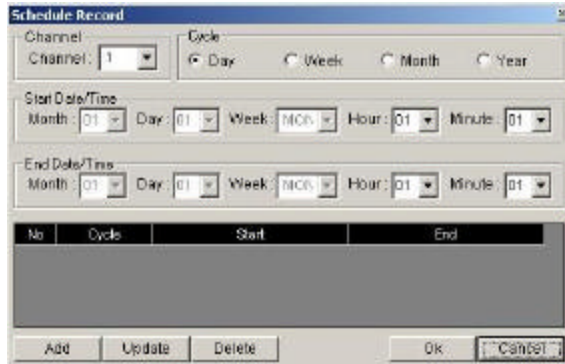 Schedule Record
Channel Cycle
Channel: 1 Day Week Month Year
Start Date/Time
Month: 01 Day: 01 Week: MON Hour: 01 Minute: 01
End Date/Time
Month: 01 Day: 01 Week: MON Hour: 01 Minute: 01
No Cycle Start End
Add Update Delete Ok Cancel